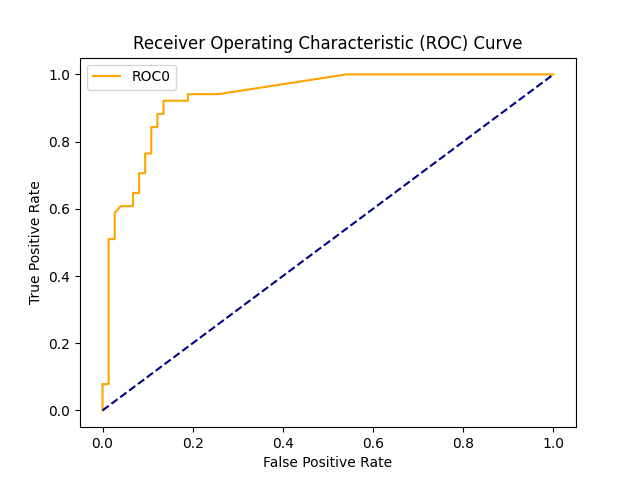 Receiver Operating Characteristic (ROC) Curve
ROC0
1.0
0.8
0.6
0.4
0.2
0.0
True Positive Rate
0.0 0.2 0.4 0.6 0.8 1.0
False Positive Rate